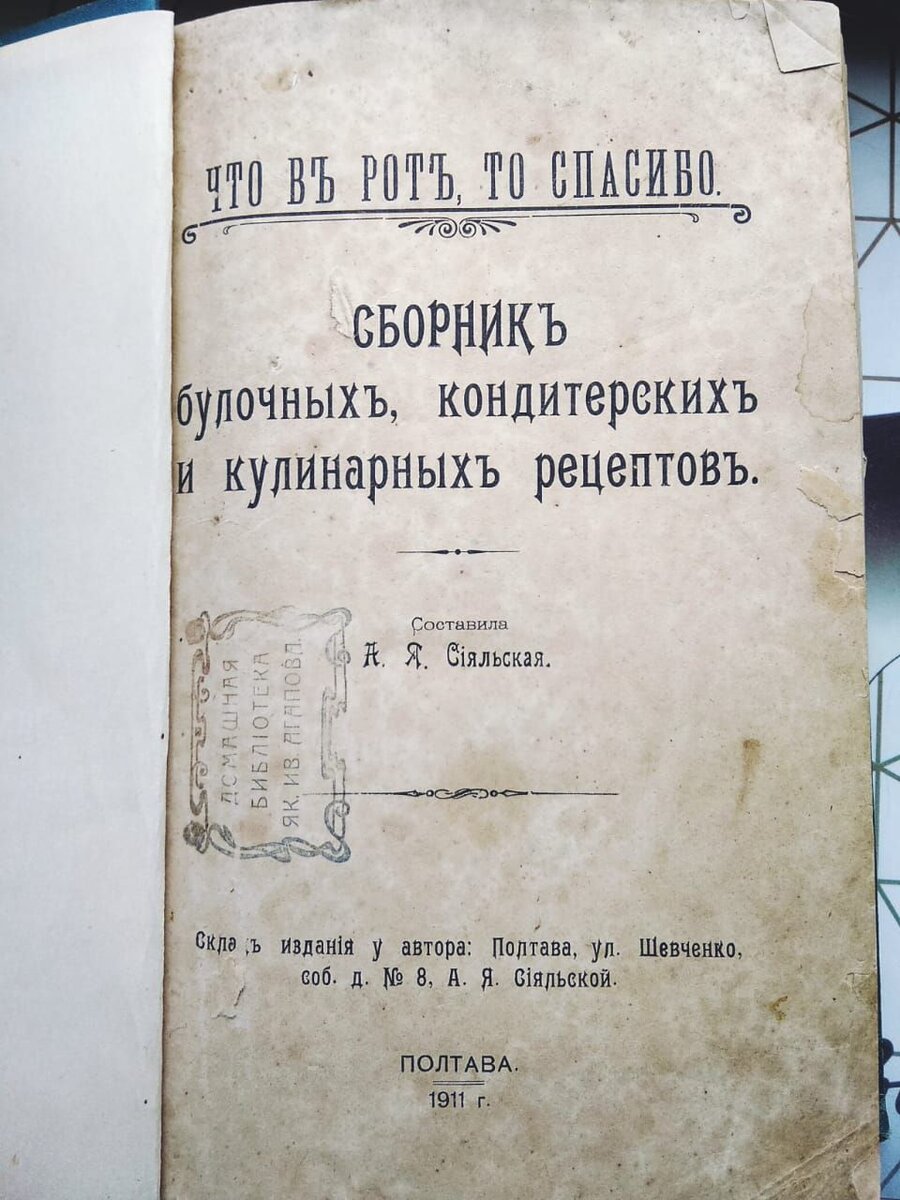 ЧТО ВЪ РОТЪ, ТО СПАСИБО.
СБОРНИКЪ
булочныхъ, кондитерскихъ
и кулинарныхъ рецептовъ.
Составила
А. Я. Сіяльская.
ДОМАШНАЯ
БИБЛІОТЕКА
ЯК. ИВ. АГАПОВА.
изданія у автора: Полтава, ул. Шевченко,
соб. д. № 8, А. Я. Сіяльской.
ПОЛТАВА.
1911 г.